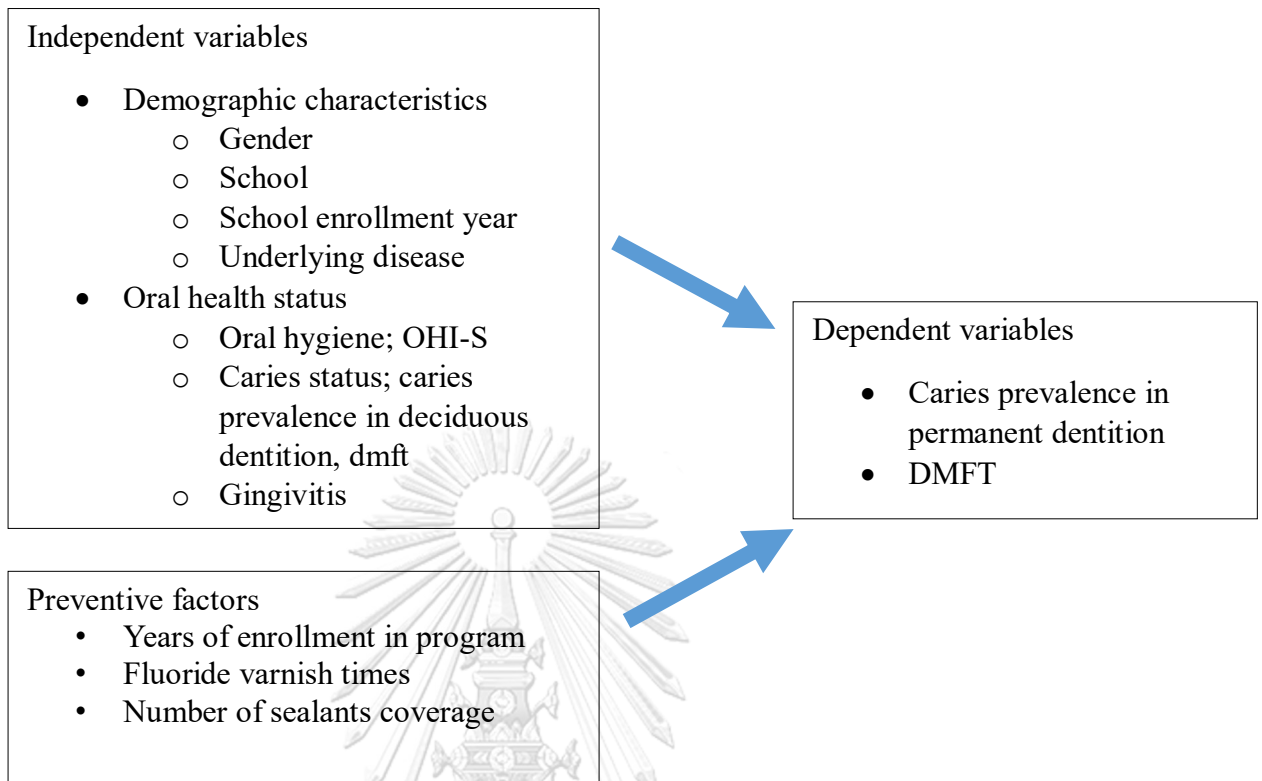 Independent variables
• Demographic characteristics
o Gender
o School
o School enrollment year
o Underlying disease
• Oral health status
o Oral hygiene; OHI-S
o Caries status; caries
prevalence in deciduous
dentition, dmft
o Gingivitis
Preventive factors
• Years of enrollment in program
• Fluoride varnish times
• Number of sealants coverage
Dependent variables
• Caries prevalence in
permanent dentition
• DMFT